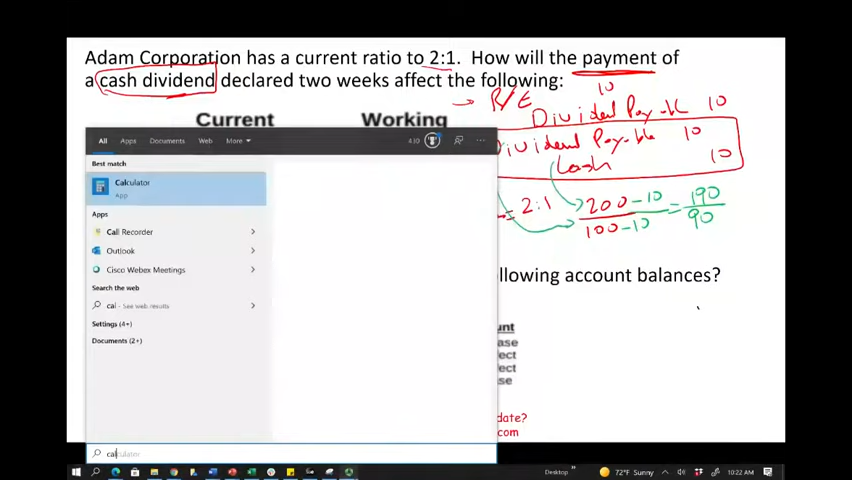 Adam Corporation has a current ratio to 2:1. How will the payment of
a cash dividend declared two weeks affect the following:
10
→ R/E
Dividend Payable 10
Current
Working
Dividend Payable 10
Cash 10
All Apps Documents Web More
410
Best match
Calculator
App
Apps
Call Recorder
Outlook
Cisco Webex Meetings
Search the web
cal - See web results
Settings (4+)
Documents (2+)
= 2:1
200-10 = 190
100-10 90
llowing account balances?
unt
ase
ect
ect
se
date?
com
calculator
Desktop
72°F Sunny
10:22 AM